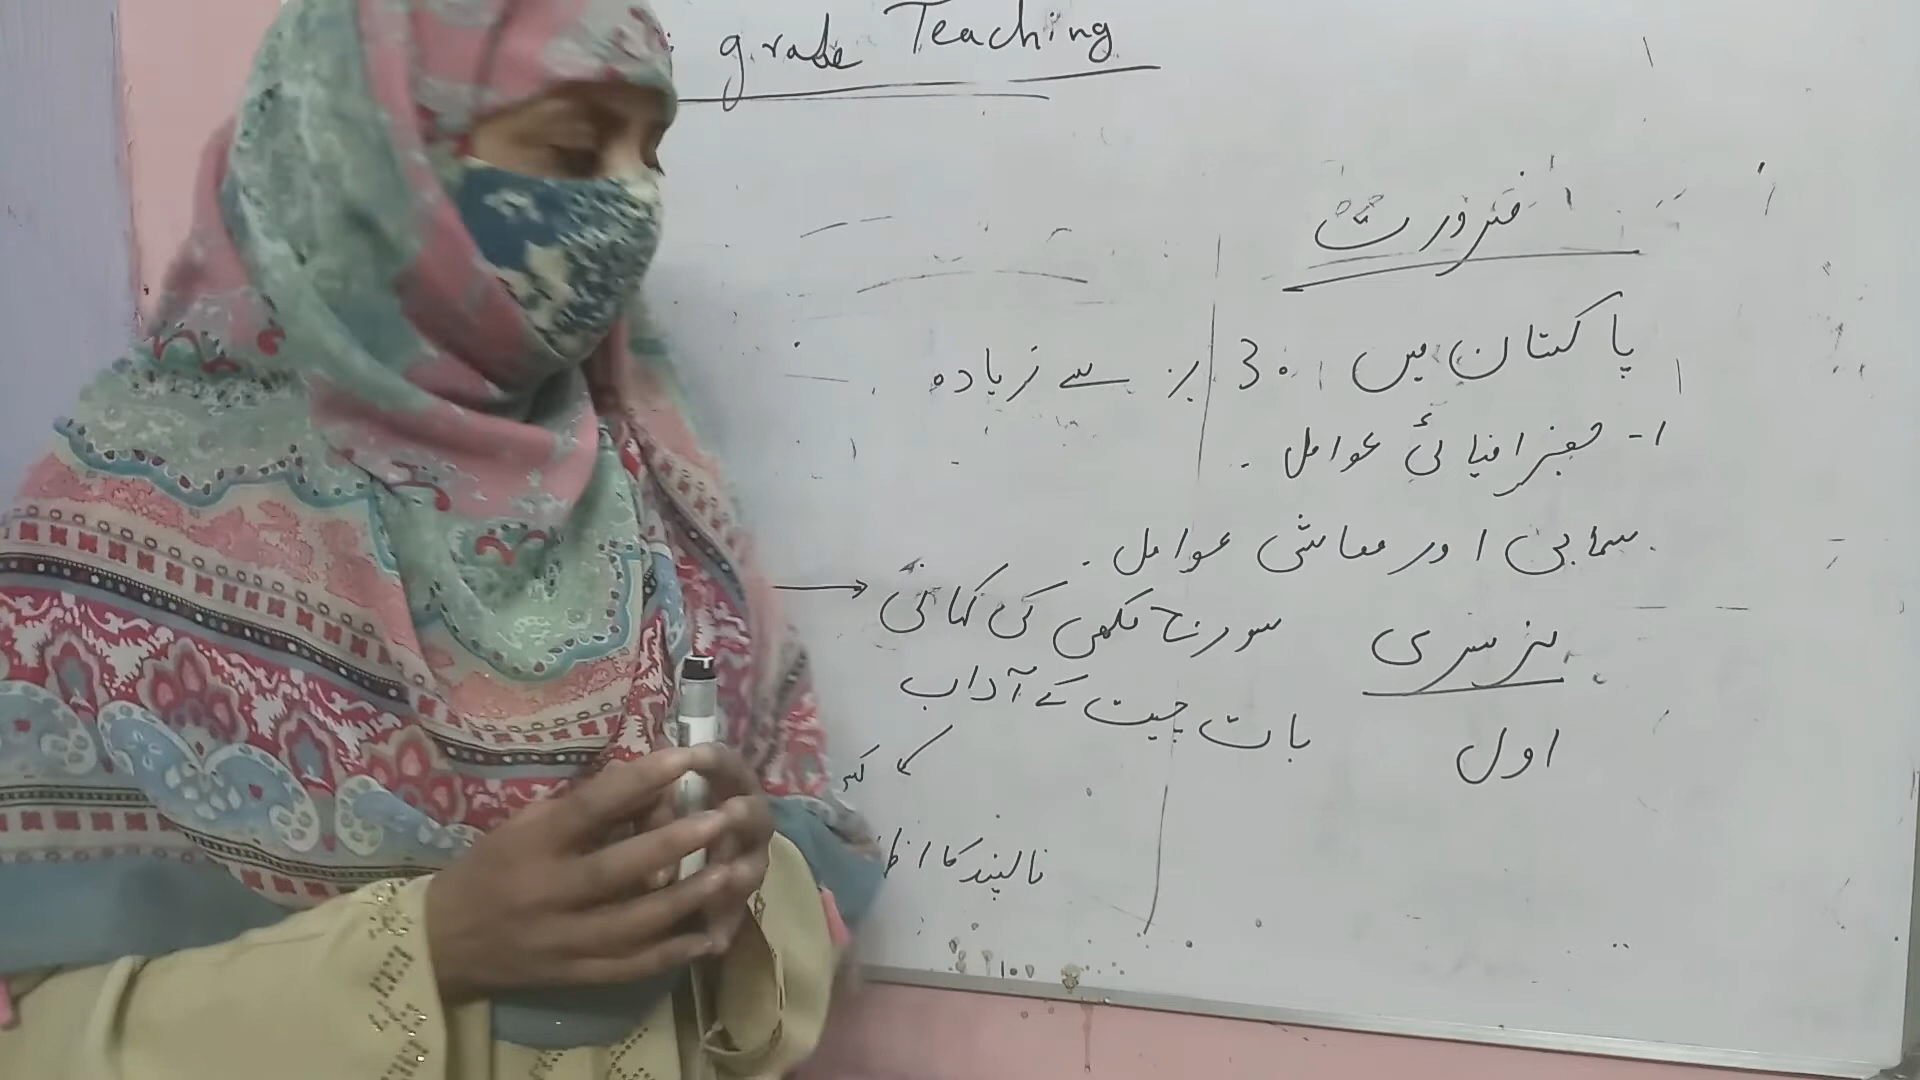 grade Teaching
ضرورت
پاکستان میں 30 % سے زیادہ
1- جغرافیائی عوامل .
سماجی اور معاشی عوامل .
نرسری سورج مکھی کی کہانی
اول بات چیت کے آداب
ناپسند کا